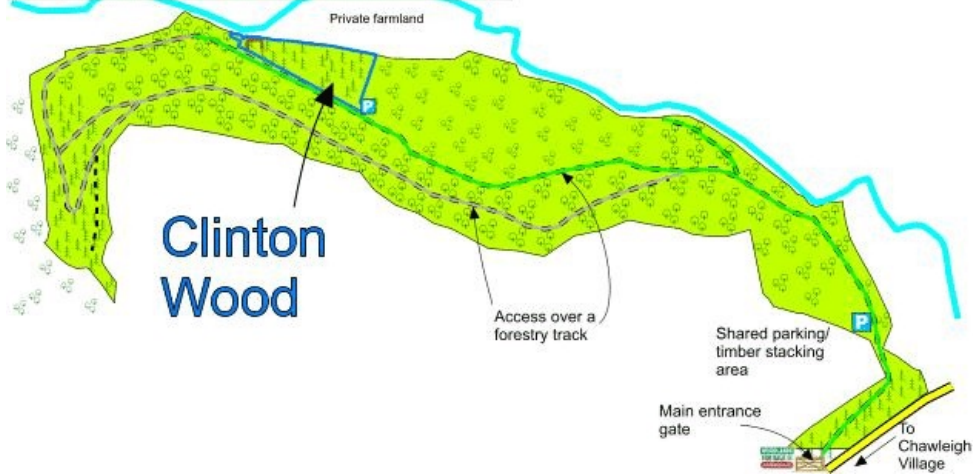 Private farmland
P
Clinton
Wood
Access over a
forestry track
P
Shared parking/
timber stacking
area
Main entrance
gate
To
Chawleigh
Village